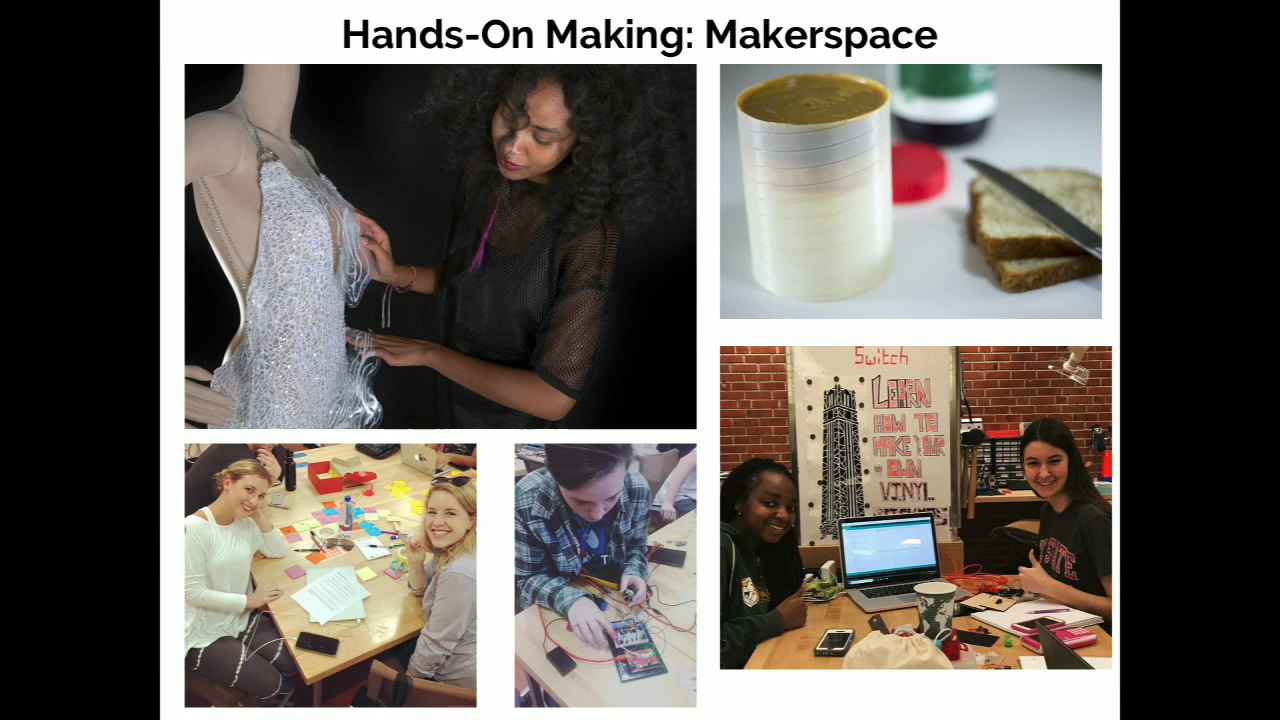 Hands-On Making: Makerspace
Switch
LEARN
HOW TO
MAKE YOUR
OWN
VINYL